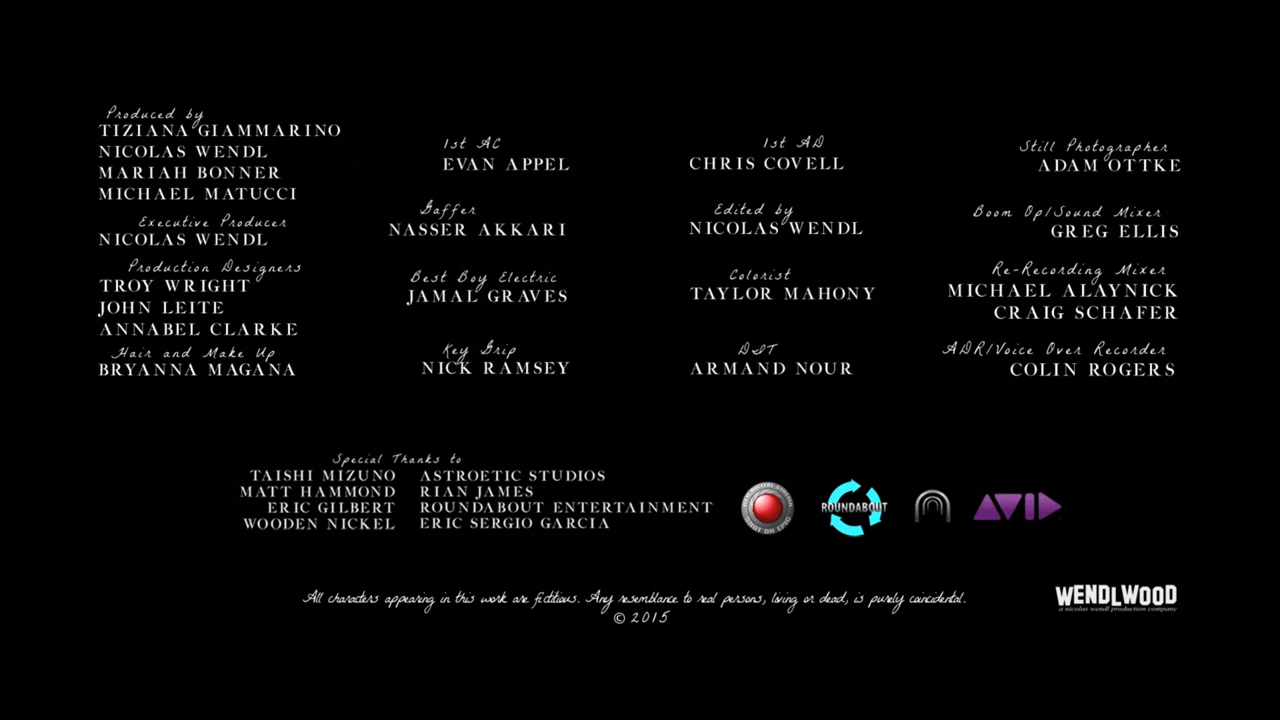 Produced by
TIZIANA GIAMMARINO
NICOLAS WENDL
MARIAH BONNER
MICHAEL MATUCCI
Executive Producer
NICOLAS WENDL
Production Designers
TROY WRIGHT
JOHN LEITE
ANNABEL CLARKE
Hair and Make Up
BRYANNA MAGANA
1st AC
EVAN APPEL
Gaffer
NASSER AKKARI
Best Boy Electric
JAMAL GRAVES
Key Grip
NICK RAMSEY
1st AD
CHRIS COVELL
Edited by
NICOLAS WENDL
Colorist
TAYLOR MAHONY
DIT
ARMAND NOUR
Still Photographer
ADAM OTTKE
Boom Op/Sound Mixer
GREG ELLIS
Re-Recording Mixer
MICHAEL ALAYNICK
CRAIG SCHAFER
ADR/Voice Over Recorder
COLIN ROGERS
Special Thanks to
TAISHI MIZUNO
MATT HAMMOND
ERIC GILBERT
WOODEN NICKEL
ASTROETIC STUDIOS
RIAN JAMES
ROUNDABOUT ENTERTAINMENT
ERIC SERGIO GARCIA
SHOT ON EPIC
ROUNDABOUT
AVID
All characters appearing in this work are fictitious. Any resemblance to real persons, living or dead, is purely coincidental.
© 2015
WENDLWOOD
a nicolas wendl production company